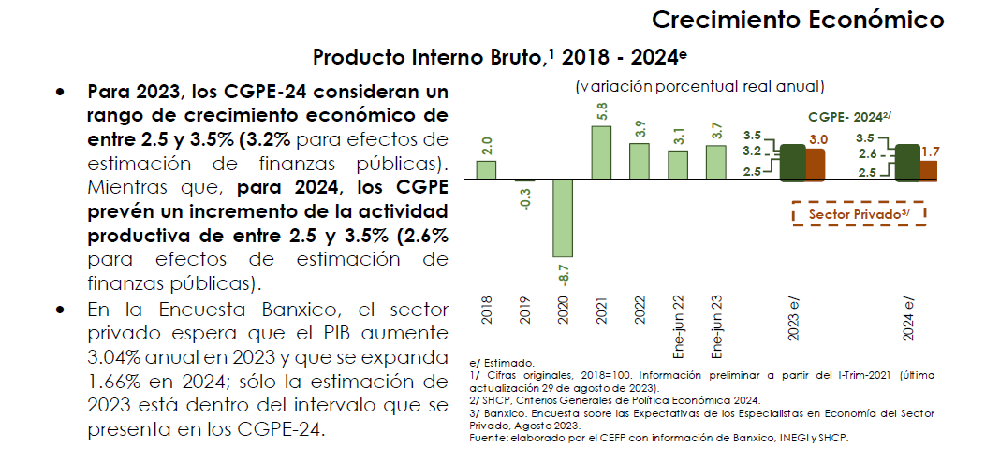 Crecimiento Económico
Producto Interno Bruto,¹ 2018 - 2024ᵉ
• Para 2023, los CGPE-24 consideran un
rango de crecimiento económico de
entre 2.5 y 3.5% (3.2% para efectos de
estimación de finanzas públicas).
Mientras que, para 2024, los CGPE
prevén un incremento de la actividad
productiva de entre 2.5 y 3.5% (2.6%
para efectos de estimación de
finanzas públicas).
• En la Encuesta Banxico, el sector
privado espera que el PIB aumente
3.04% anual en 2023 y que se expanda
1.66% en 2024; sólo la estimación de
2023 está dentro del intervalo que se
presenta en los CGPE-24.
(variación porcentual real anual)
2.0
-0.3
-8.7
5.8
3.9
3.1
3.7
CGPE- 2024²/
3.5
3.2
2.5
3.0
3.5
2.6
2.5
1.7
Sector Privado³/
2018
2019
2020
2021
2022
Ene-jun 22
Ene-jun 23
2023 e/
2024 e/
e/ Estimado.
1/ Cifras originales, 2018=100. Información preliminar a partir del I-Trim-2021 (última
actualización 29 de agosto de 2023).
2/ SHCP, Criterios Generales de Política Económica 2024.
3/ Banxico. Encuesta sobre las Expectativas de los Especialistas en Economía del Sector
Privado, Agosto 2023.
Fuente: elaborado por el CEFP con información de Banxico, INEGI y SHCP.